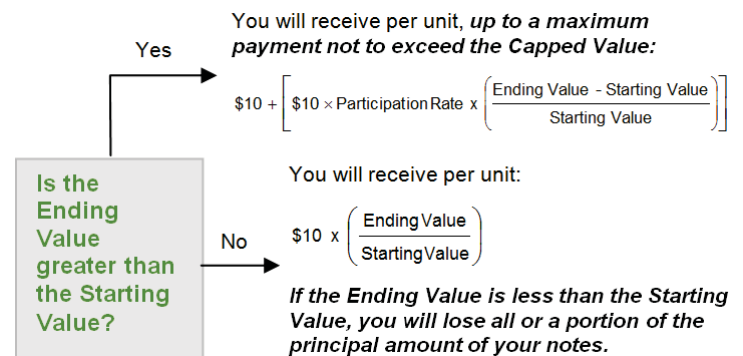 You will receive per unit, up to a maximum
payment not to exceed the Capped Value:
Yes
$10 + [ $10 × Participation Rate x ( Ending Value - Starting Value / Starting Value ) ]
Is the
Ending
Value
greater than
the Starting
Value?
No
You will receive per unit:
$10 x ( Ending Value / Starting Value )
If the Ending Value is less than the Starting
Value, you will lose all or a portion of the
principal amount of your notes.